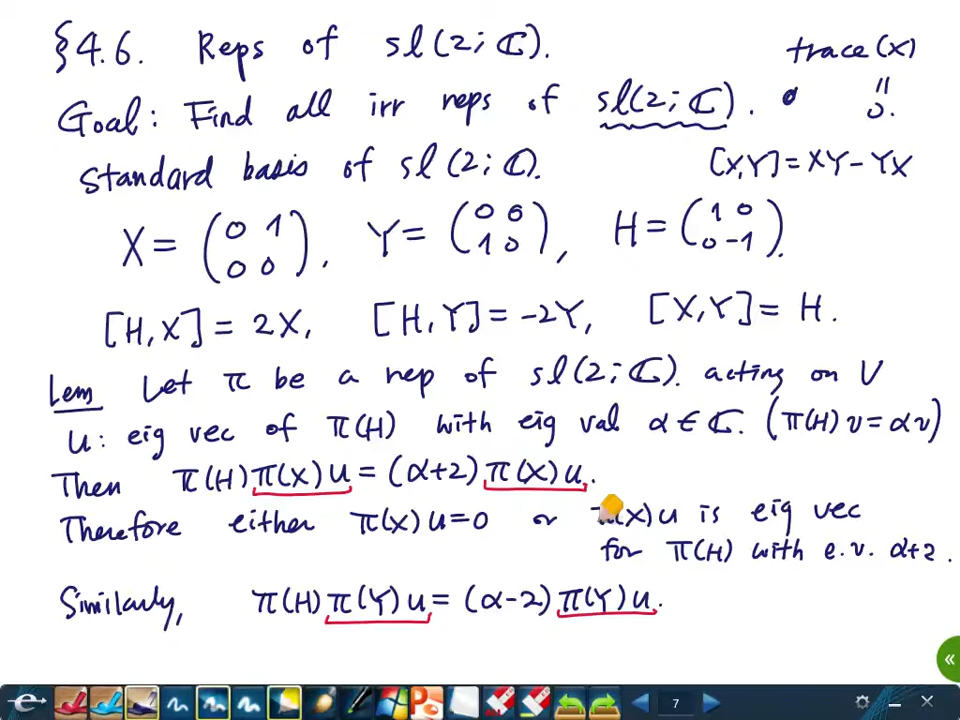 §4.6. Reps of sl(2;ℂ).
trace(X)
"
0.
Goal: Find all irr reps of sl(2;ℂ).
Standard basis of sl(2;ℂ).
[X,Y]=XY-YX
X = (0 1 / 0 0), Y = (0 0 / 1 0), H = (1 0 / 0 -1).
[H,X] = 2X, [H,Y] = -2Y, [X,Y] = H.
Lem Let π be a rep of sl(2;ℂ). acting on V
u: eig vec of π(H) with eig val α∈ℂ. (π(H)v=αv)
Then π(H)π(X)u = (α+2)π(X)u.
Therefore either π(X)u=0 or (X)u is eig vec
for π(H) with e.v. α+2.
Similarly, π(H)π(Y)u = (α-2)π(Y)u.
7
«